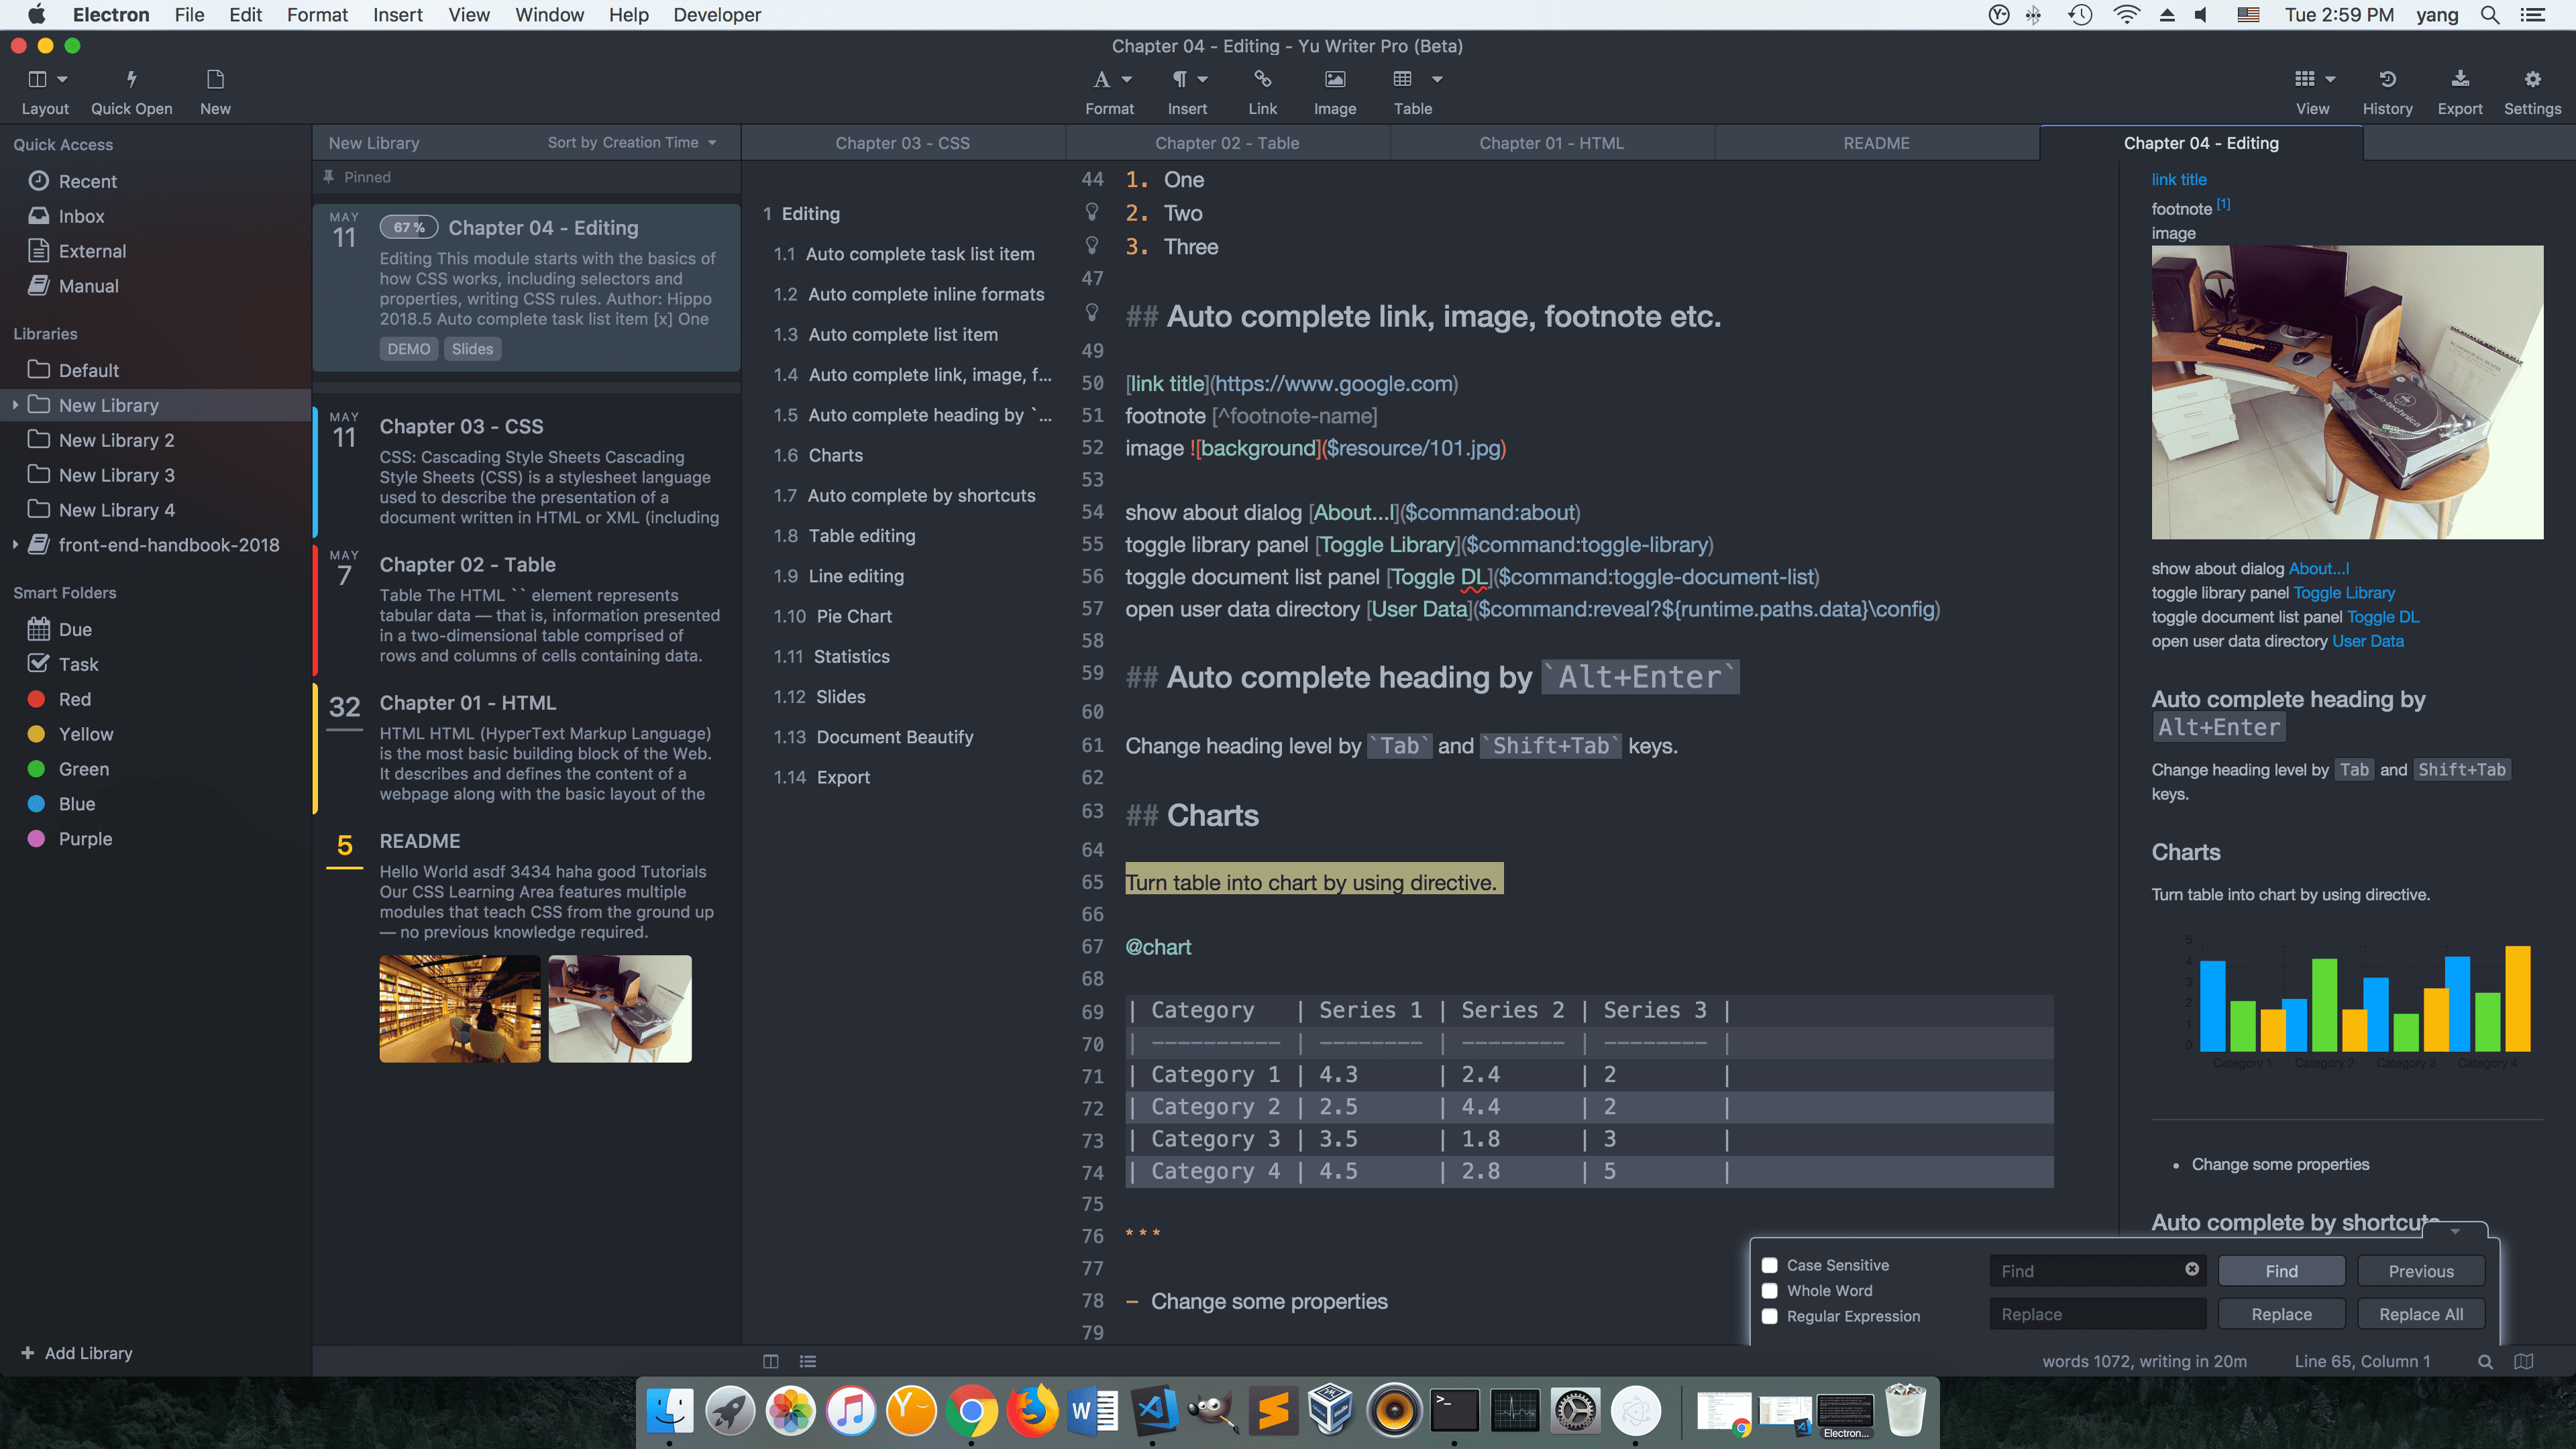 Electron File Edit Format Insert View Window Help Developer
Tue 2:59 PM yang
Chapter 04 - Editing - Yu Writer Pro (Beta)
Layout Quick Open New
Format Insert Link Image Table
View History Export Settings
Quick Access
Recent
Inbox
External
Manual
Libraries
Default
New Library
New Library 2
New Library 3
New Library 4
front-end-handbook-2018
Smart Folders
Due
Task
Red
Yellow
Green
Blue
Purple
Add Library
New Library Sort by Creation Time
Pinned
MAY
11
67 % Chapter 04 - Editing
Editing This module starts with the basics of
how CSS works, including selectors and
properties, writing CSS rules. Author: Hippo
2018.5 Auto complete task list item [x] One
DEMO Slides
MAY
11
Chapter 03 - CSS
CSS: Cascading Style Sheets Cascading
Style Sheets (CSS) is a stylesheet language
used to describe the presentation of a
document written in HTML or XML (including
MAY
7
Chapter 02 - Table
Table The HTML `` element represents
tabular data — that is, information presented
in a two-dimensional table comprised of
rows and columns of cells containing data.
32
Chapter 01 - HTML
HTML HTML (HyperText Markup Language)
is the most basic building block of the Web.
It describes and defines the content of a
webpage along with the basic layout of the
5
README
Hello World asdf 3434 haha good Tutorials
Our CSS Learning Area features multiple
modules that teach CSS from the ground up
— no previous knowledge required.
Chapter 03 - CSS Chapter 02 - Table Chapter 01 - HTML README Chapter 04 - Editing
1 Editing
1.1 Auto complete task list item
1.2 Auto complete inline formats
1.3 Auto complete list item
1.4 Auto complete link, image, f...
1.5 Auto complete heading by `...
1.6 Charts
1.7 Auto complete by shortcuts
1.8 Table editing
1.9 Line editing
1.10 Pie Chart
1.11 Statistics
1.12 Slides
1.13 Document Beautify
1.14 Export
44 1. One
2. Two
3. Three
47
## Auto complete link, image, footnote etc.
49
50 [link title](https://www.google.com)
51 footnote [^footnote-name]
52 image ![background]($resource/101.jpg)
53
54 show about dialog [About...l]($command:about)
55 toggle library panel [Toggle Library]($command:toggle-library)
56 toggle document list panel [Toggle DL]($command:toggle-document-list)
57 open user data directory [User Data]($command:reveal?${runtime.paths.data}\config)
58
59 ## Auto complete heading by `Alt+Enter`
60
61 Change heading level by `Tab` and `Shift+Tab` keys.
62
63 ## Charts
64
65 Turn table into chart by using directive.
66
67 @chart
68
69 | Category | Series 1 | Series 2 | Series 3 |
70 | ---------- | -------- | -------- | -------- |
71 | Category 1 | 4.3 | 2.4 | 2 |
72 | Category 2 | 2.5 | 4.4 | 2 |
73 | Category 3 | 3.5 | 1.8 | 3 |
74 | Category 4 | 4.5 | 2.8 | 5 |
75
76 ***
77
78 - Change some properties
79
link title
footnote [1]
image
audio-technica
show about dialog About...l
toggle library panel Toggle Library
toggle document list panel Toggle DL
open user data directory User Data
Auto complete heading by
Alt+Enter
Change heading level by Tab and Shift+Tab
keys.
Charts
Turn table into chart by using directive.
5
4
3
2
1
0
Category 1 Category 2 Category 3 Category 4
Change some properties
Auto complete by shortcuts
Case Sensitive
Whole Word
Regular Expression
Find Find Previous
Replace Replace Replace All
words 1072, writing in 20m Line 65, Column 1
Electron...